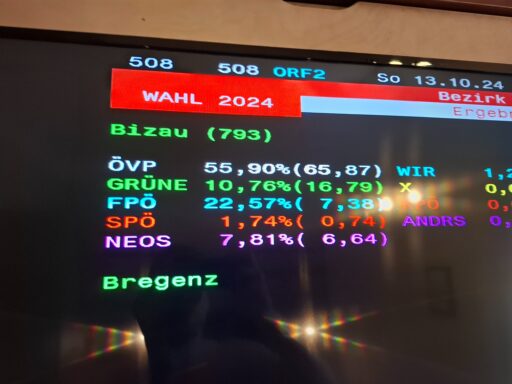 508 508 ORF2 So 13.10.24
WAHL 2024 Bezirk
Bizau (793)
ÖVP 55,90%(65,87) WIR
GRÜNE 10,76%(16,79) X
FPÖ 22,57%( 7,38)
SPÖ 1,74%( 0,74) ANDRS
NEOS 7,81%( 6,64)
Bregenz